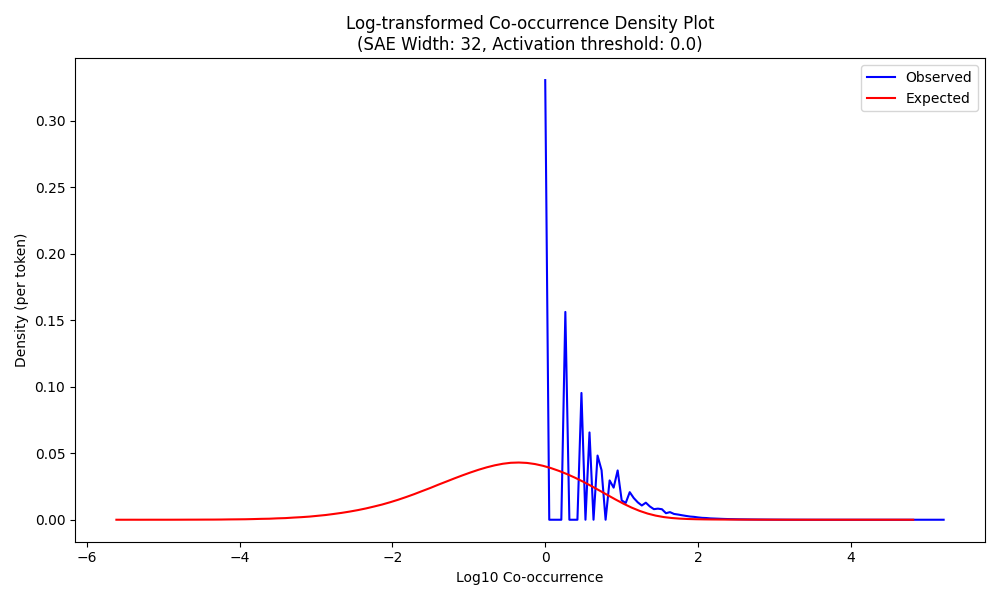 Log-transformed Co-occurrence Density Plot
(SAE Width: 32, Activation threshold: 0.0)
Observed
Expected
0.30
0.25
0.20
0.15
0.10
0.05
0.00
Density (per token)
−6
−4
−2
0
2
4
Log10 Co-occurrence